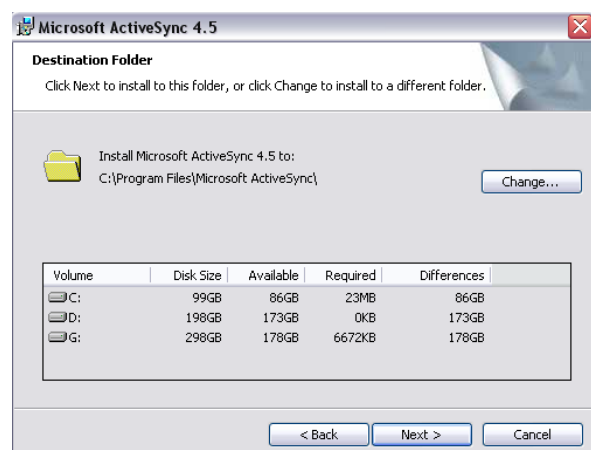 Microsoft ActiveSync 4.5
Destination Folder
Click Next to install to this folder, or click Change to install to a different folder.
Install Microsoft ActiveSync 4.5 to:
C:\Program Files\Microsoft ActiveSync\
Change...
Volume Disk Size Available Required Differences
C: 99GB 86GB 23MB 86GB
D: 198GB 173GB 0KB 173GB
G: 298GB 178GB 6672KB 178GB
< Back Next > Cancel